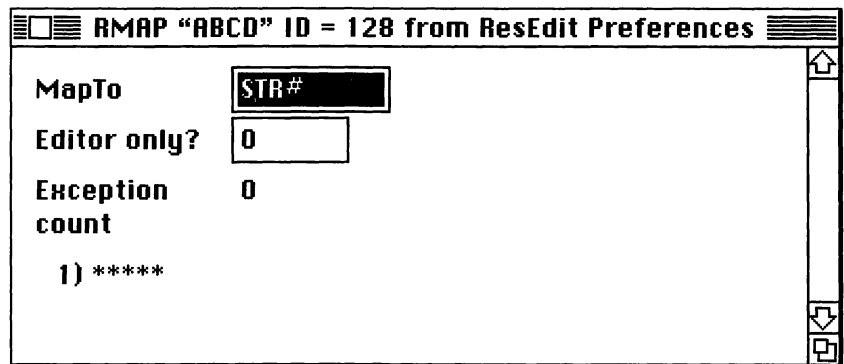 RMAP “ABCD” ID = 128 from ResEdit Preferences
MapTo STR#
Editor only? 0
Exception 0
count
1) *****